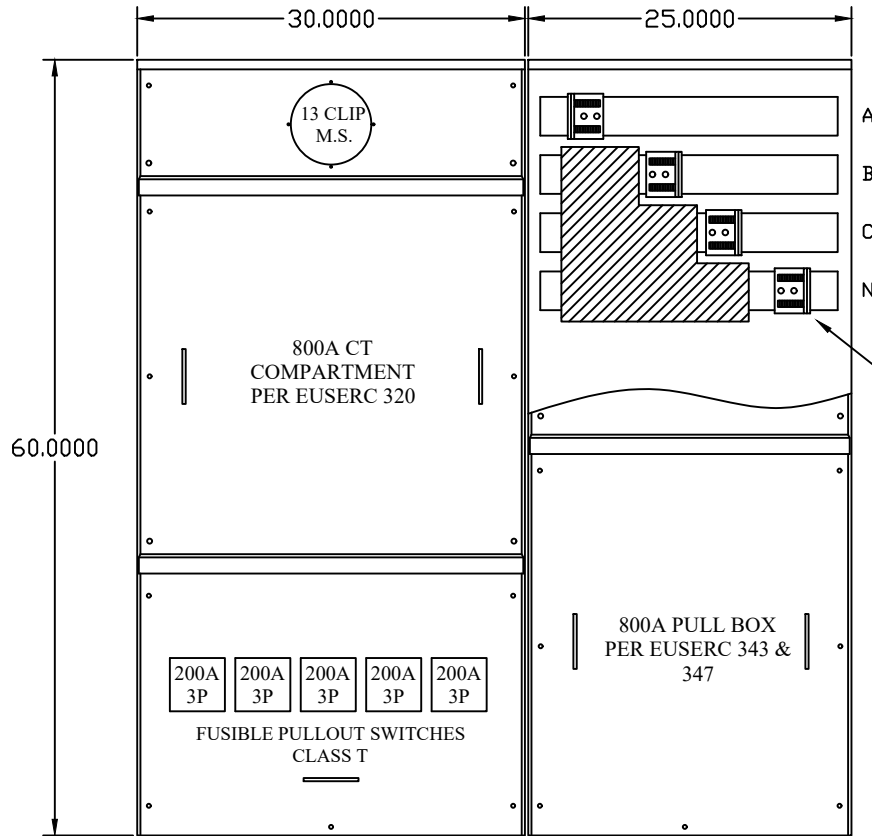 30.0000
25.0000
60.0000
13 CLIP
M.S.
A
B
C
N
800A CT
COMPARTMENT
PER EUSERC 320
800A PULL BOX
PER EUSERC 343 &
347
200A 200A 200A 200A 200A
3P 3P 3P 3P 3P
FUSIBLE PULLOUT SWITCHES
CLASS T